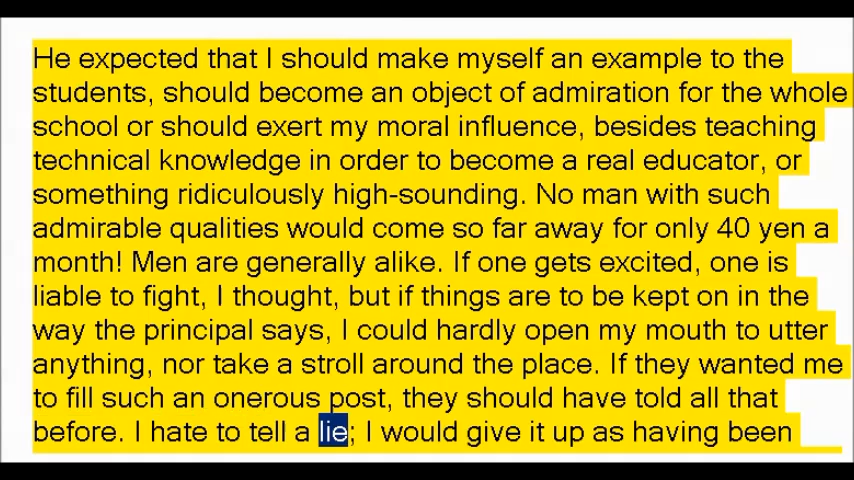 He expected that I should make myself an example to the
students, should become an object of admiration for the whole
school or should exert my moral influence, besides teaching
technical knowledge in order to become a real educator, or
something ridiculously high-sounding. No man with such
admirable qualities would come so far away for only 40 yen a
month! Men are generally alike. If one gets excited, one is
liable to fight, I thought, but if things are to be kept on in the
way the principal says, I could hardly open my mouth to utter
anything, nor take a stroll around the place. If they wanted me
to fill such an onerous post, they should have told all that
before. I hate to tell a lie; I would give it up as having been